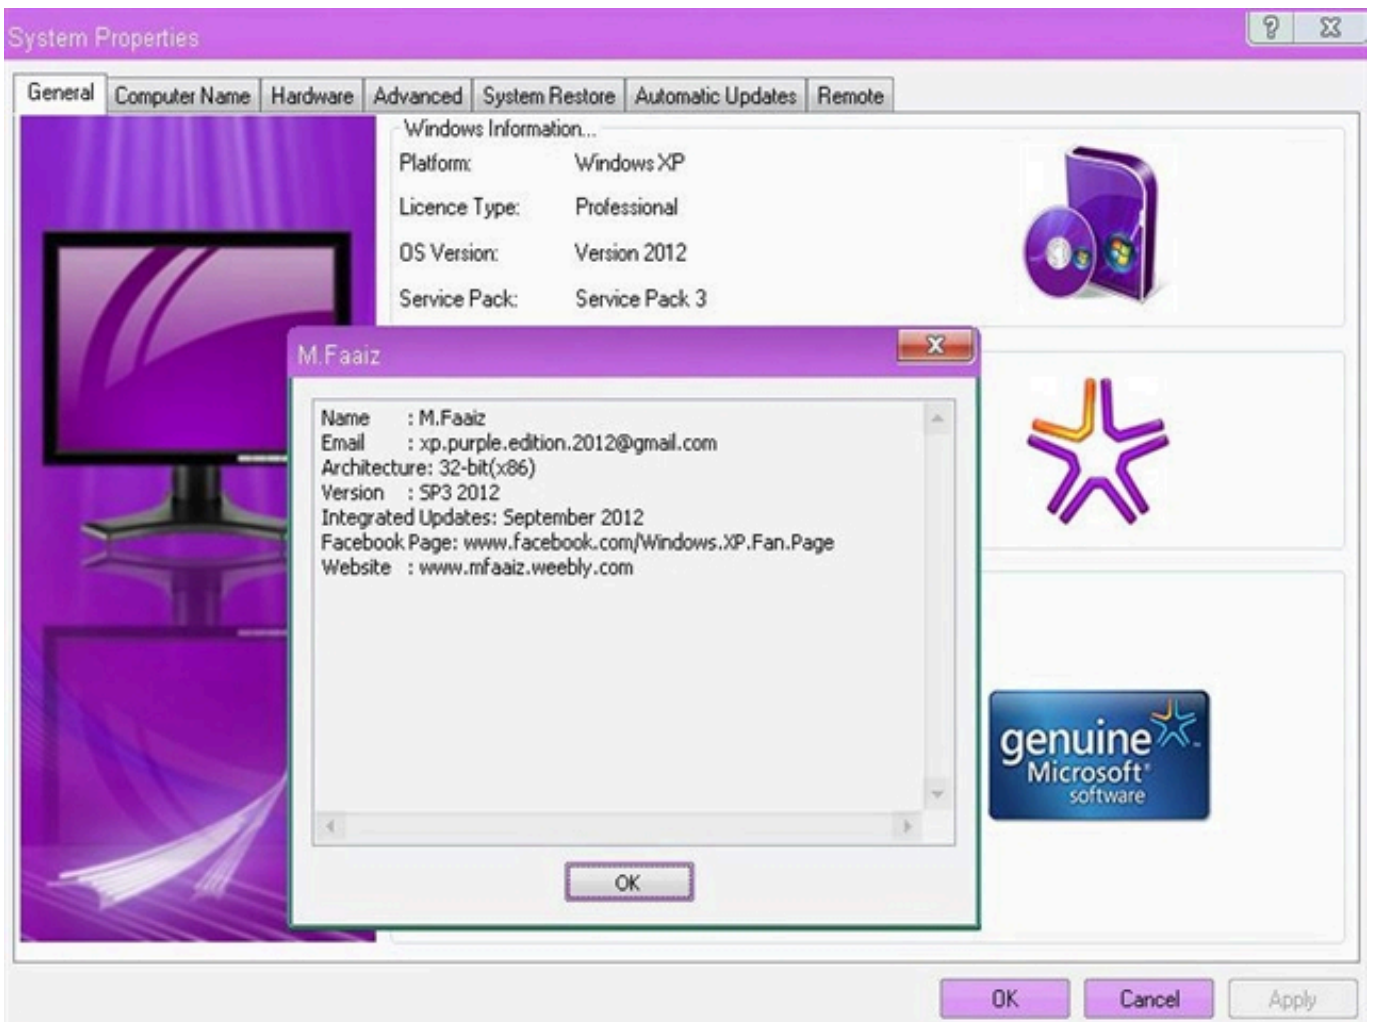 System Properties
General Computer Name Hardware Advanced System Restore Automatic Updates Remote
Windows Information...
Platform: Windows XP
Licence Type: Professional
OS Version: Version 2012
Service Pack: Service Pack 3
M.Faaiz
Name : M.Faaiz
Email : xp.purple.edition.2012@gmail.com
Architecture: 32-bit(x86)
Version : SP3 2012
Integrated Updates: September 2012
Facebook Page: www.facebook.com/Windows.XP.Fan.Page
Website : www.mfaaiz.weebly.com
OK
genuine
Microsoft®
software
OK Cancel Apply